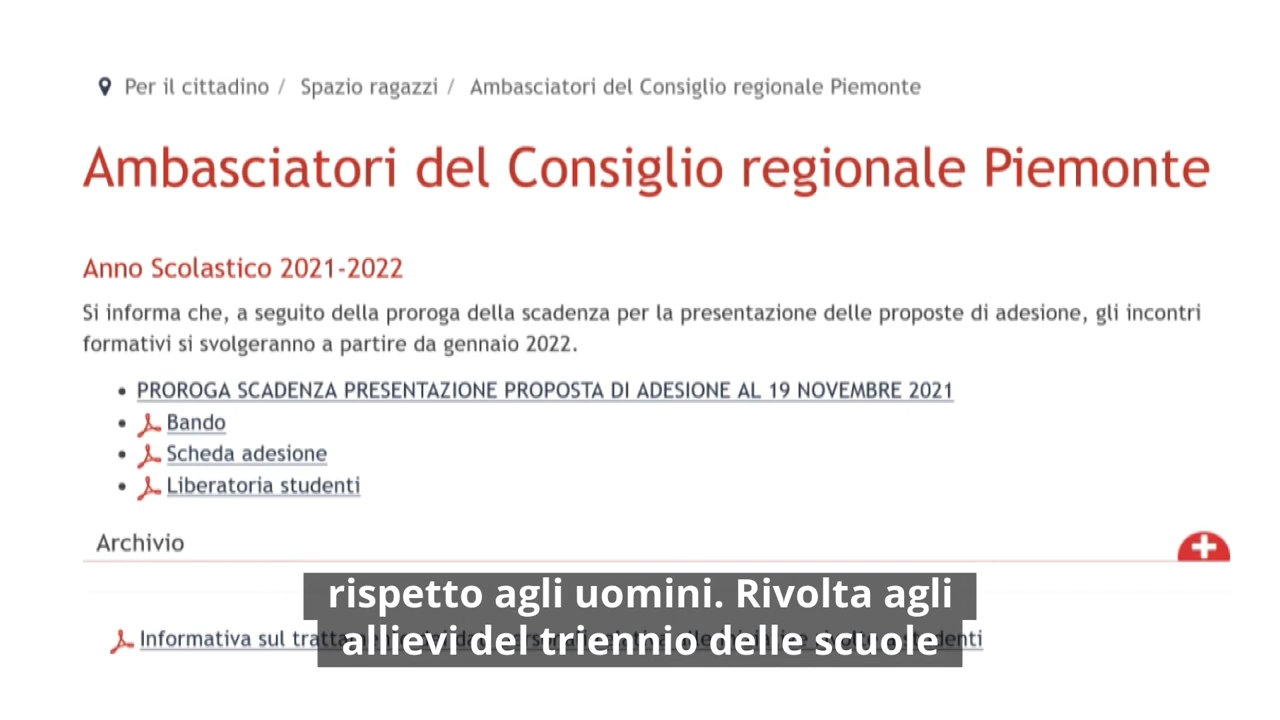 Per il cittadino / Spazio ragazzi / Ambasciatori del Consiglio regionale Piemonte
Ambasciatori del Consiglio regionale Piemonte
Anno Scolastico 2021-2022
Si informa che, a seguito della proroga della scadenza per la presentazione delle proposte di adesione, gli incontri
formativi si svolgeranno a partire da gennaio 2022.
PROROGA SCADENZA PRESENTAZIONE PROPOSTA DI ADESIONE AL 19 NOVEMBRE 2021
Bando
Scheda adesione
Liberatoria studenti
Archivio
rispetto agli uomini. Rivolta agli
Informativa sul
allievi del triennio delle scuole